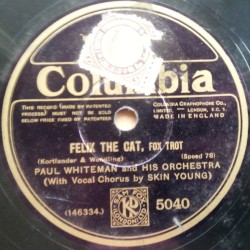 Columbia
THIS RECORD (MADE BY PATENTED
PROCESS) MUST NOT BE SOLD
BELOW PRICE FIXED BY PATENTEES
COLUMBIA GRAPHOPHONE CO.,
LIMITED — LONDON, E.C.1.
MADE IN ENGLAND
FELIX THE CAT, FOX TROT
(Kortlander & Wendling) (Speed 78)
PAUL WHITEMAN and HIS ORCHESTRA
(With Vocal Chorus by SKIN YOUNG)
(146334.) 5040